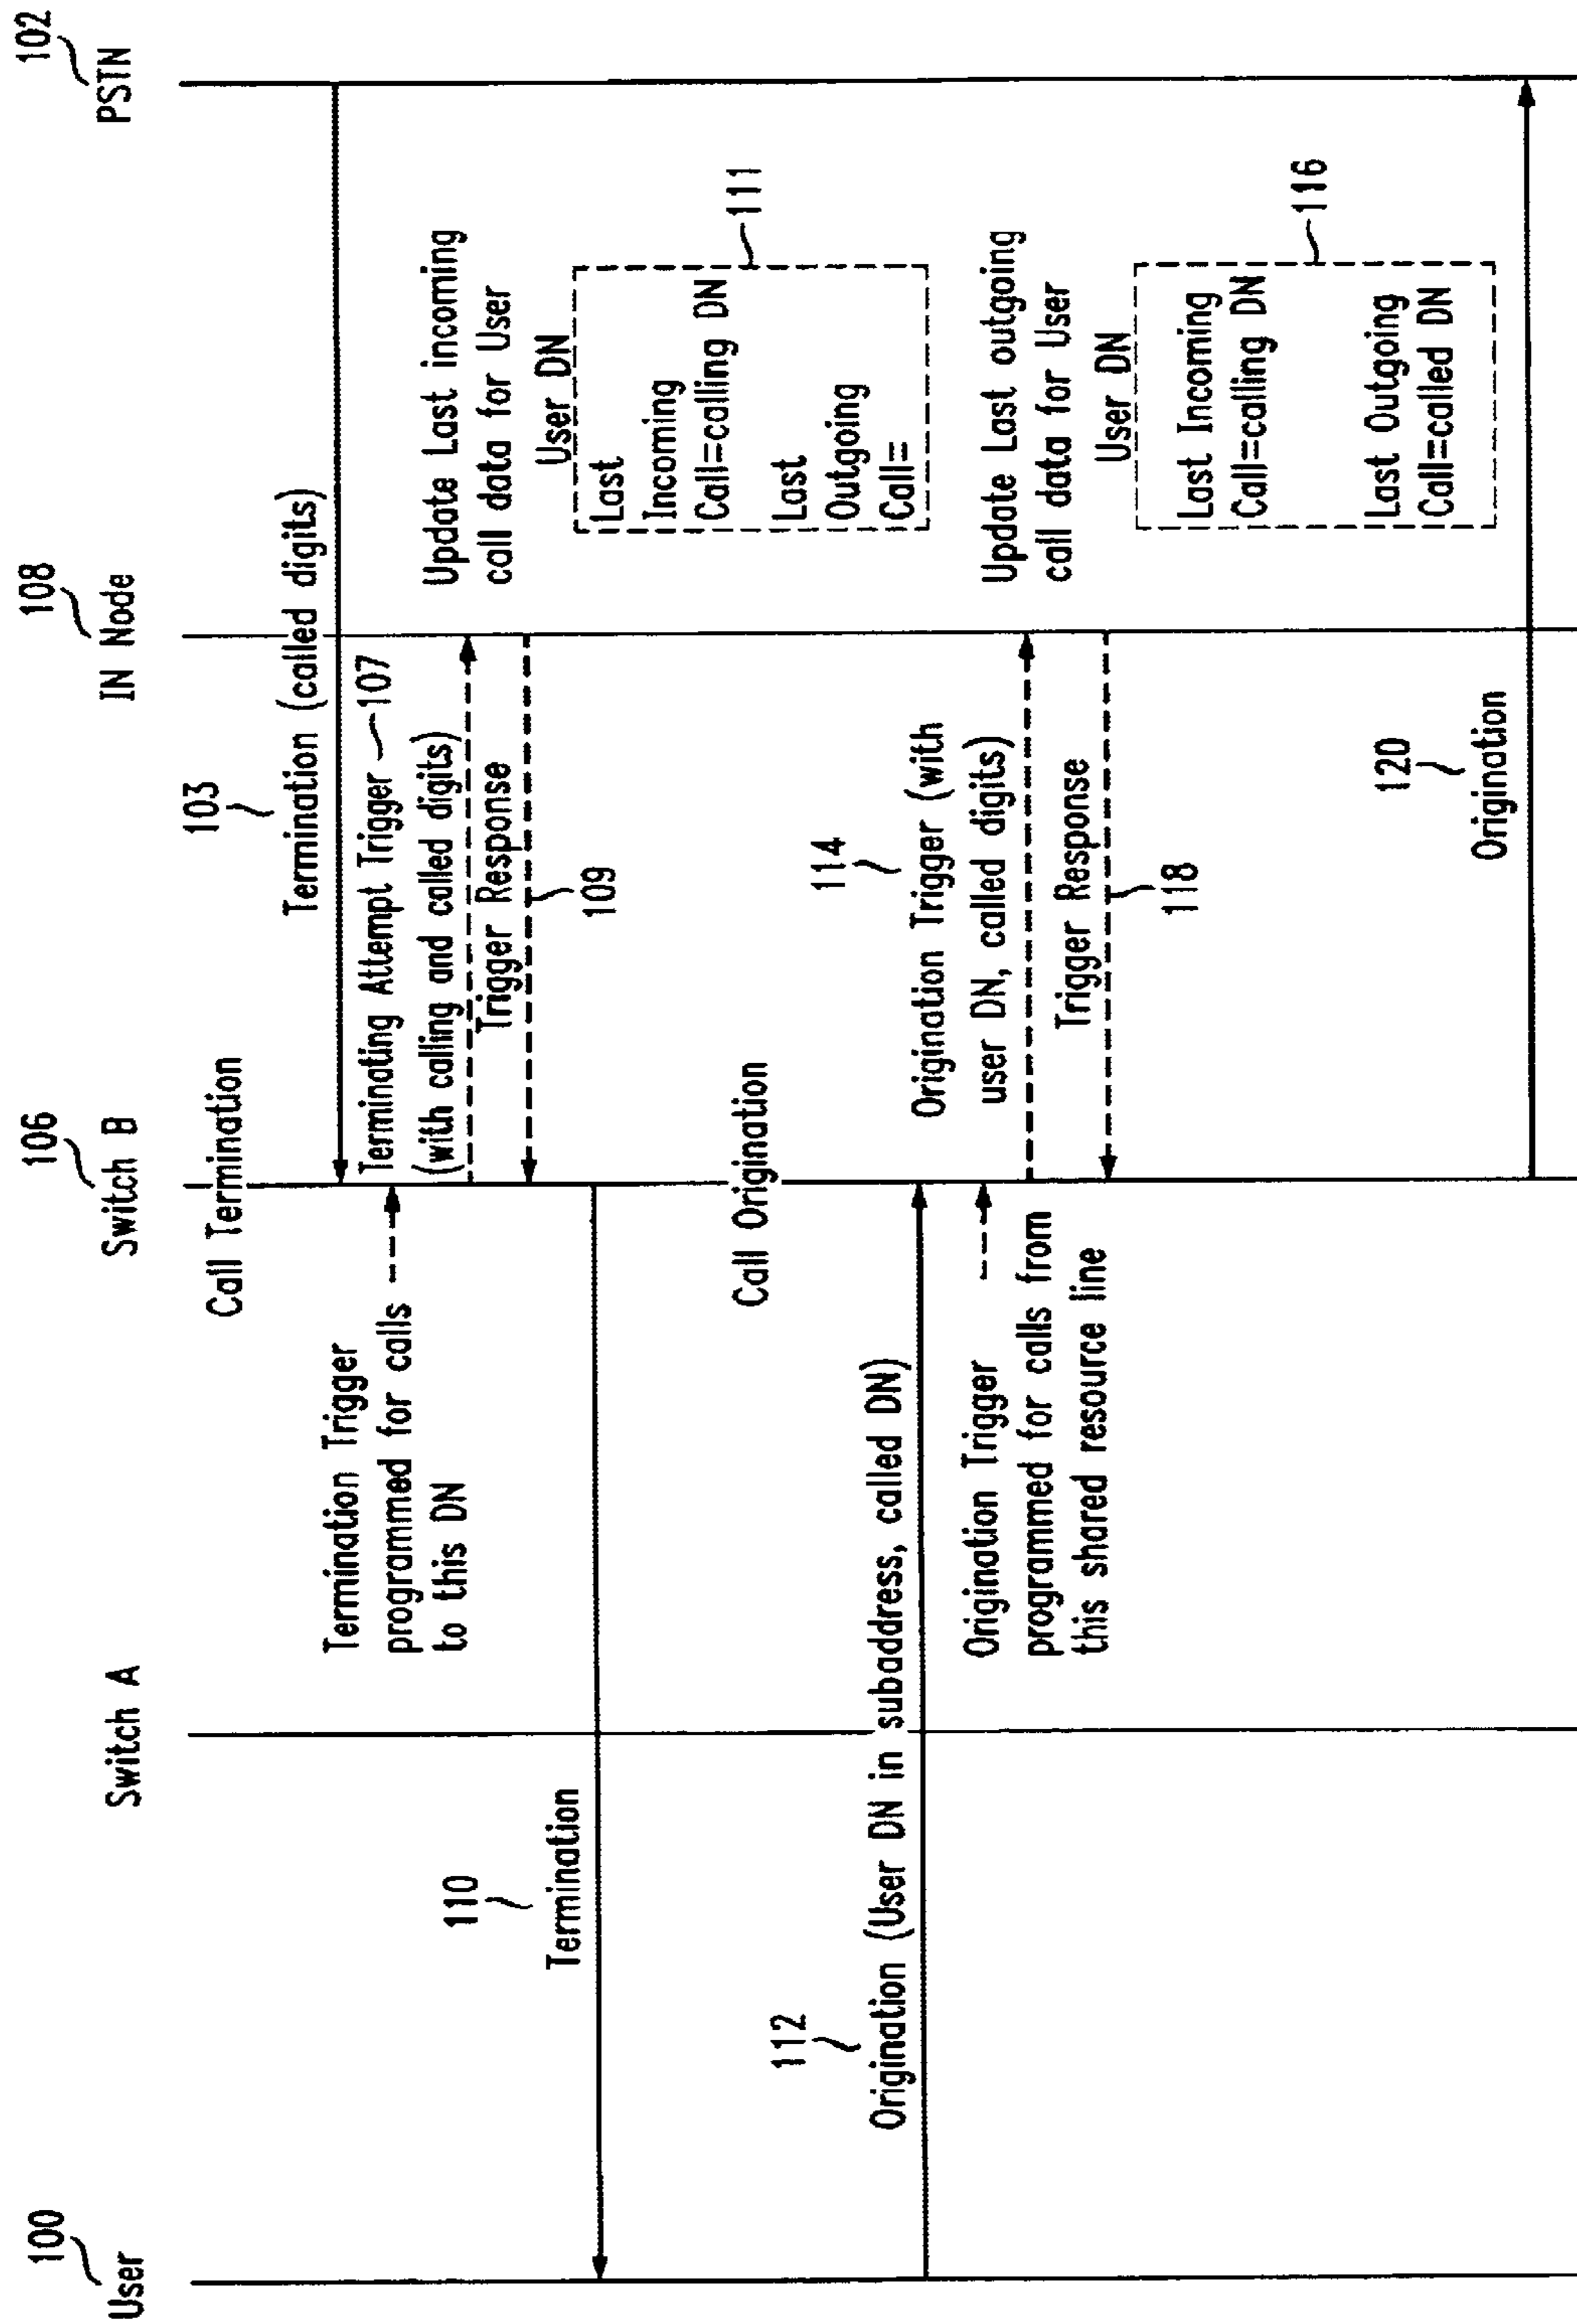 100
User
Switch A
106
Switch B
108
IN Node
102
PSTN
Call Termination
103
Termination (called digits)
Termination Trigger
programmed for calls
to this DN
Terminating Attempt Trigger 107
(with calling and called digits)
Trigger Response
109
Update Last incoming
call data for User
User DN
Last
Incoming
Call=calling DN
Last
Outgoing
Call=
111
110
Termination
Call Origination
112
Origination (User DN in subaddress, called DN)
Origination Trigger
programmed for calls from
this shared resource line
114
Origination Trigger (with
user DN, called digits)
Trigger Response
118
Update Last outgoing
call data for User
User DN
Last Incoming
Call=calling DN
Last Outgoing
Call=called DN
116
120
Origination